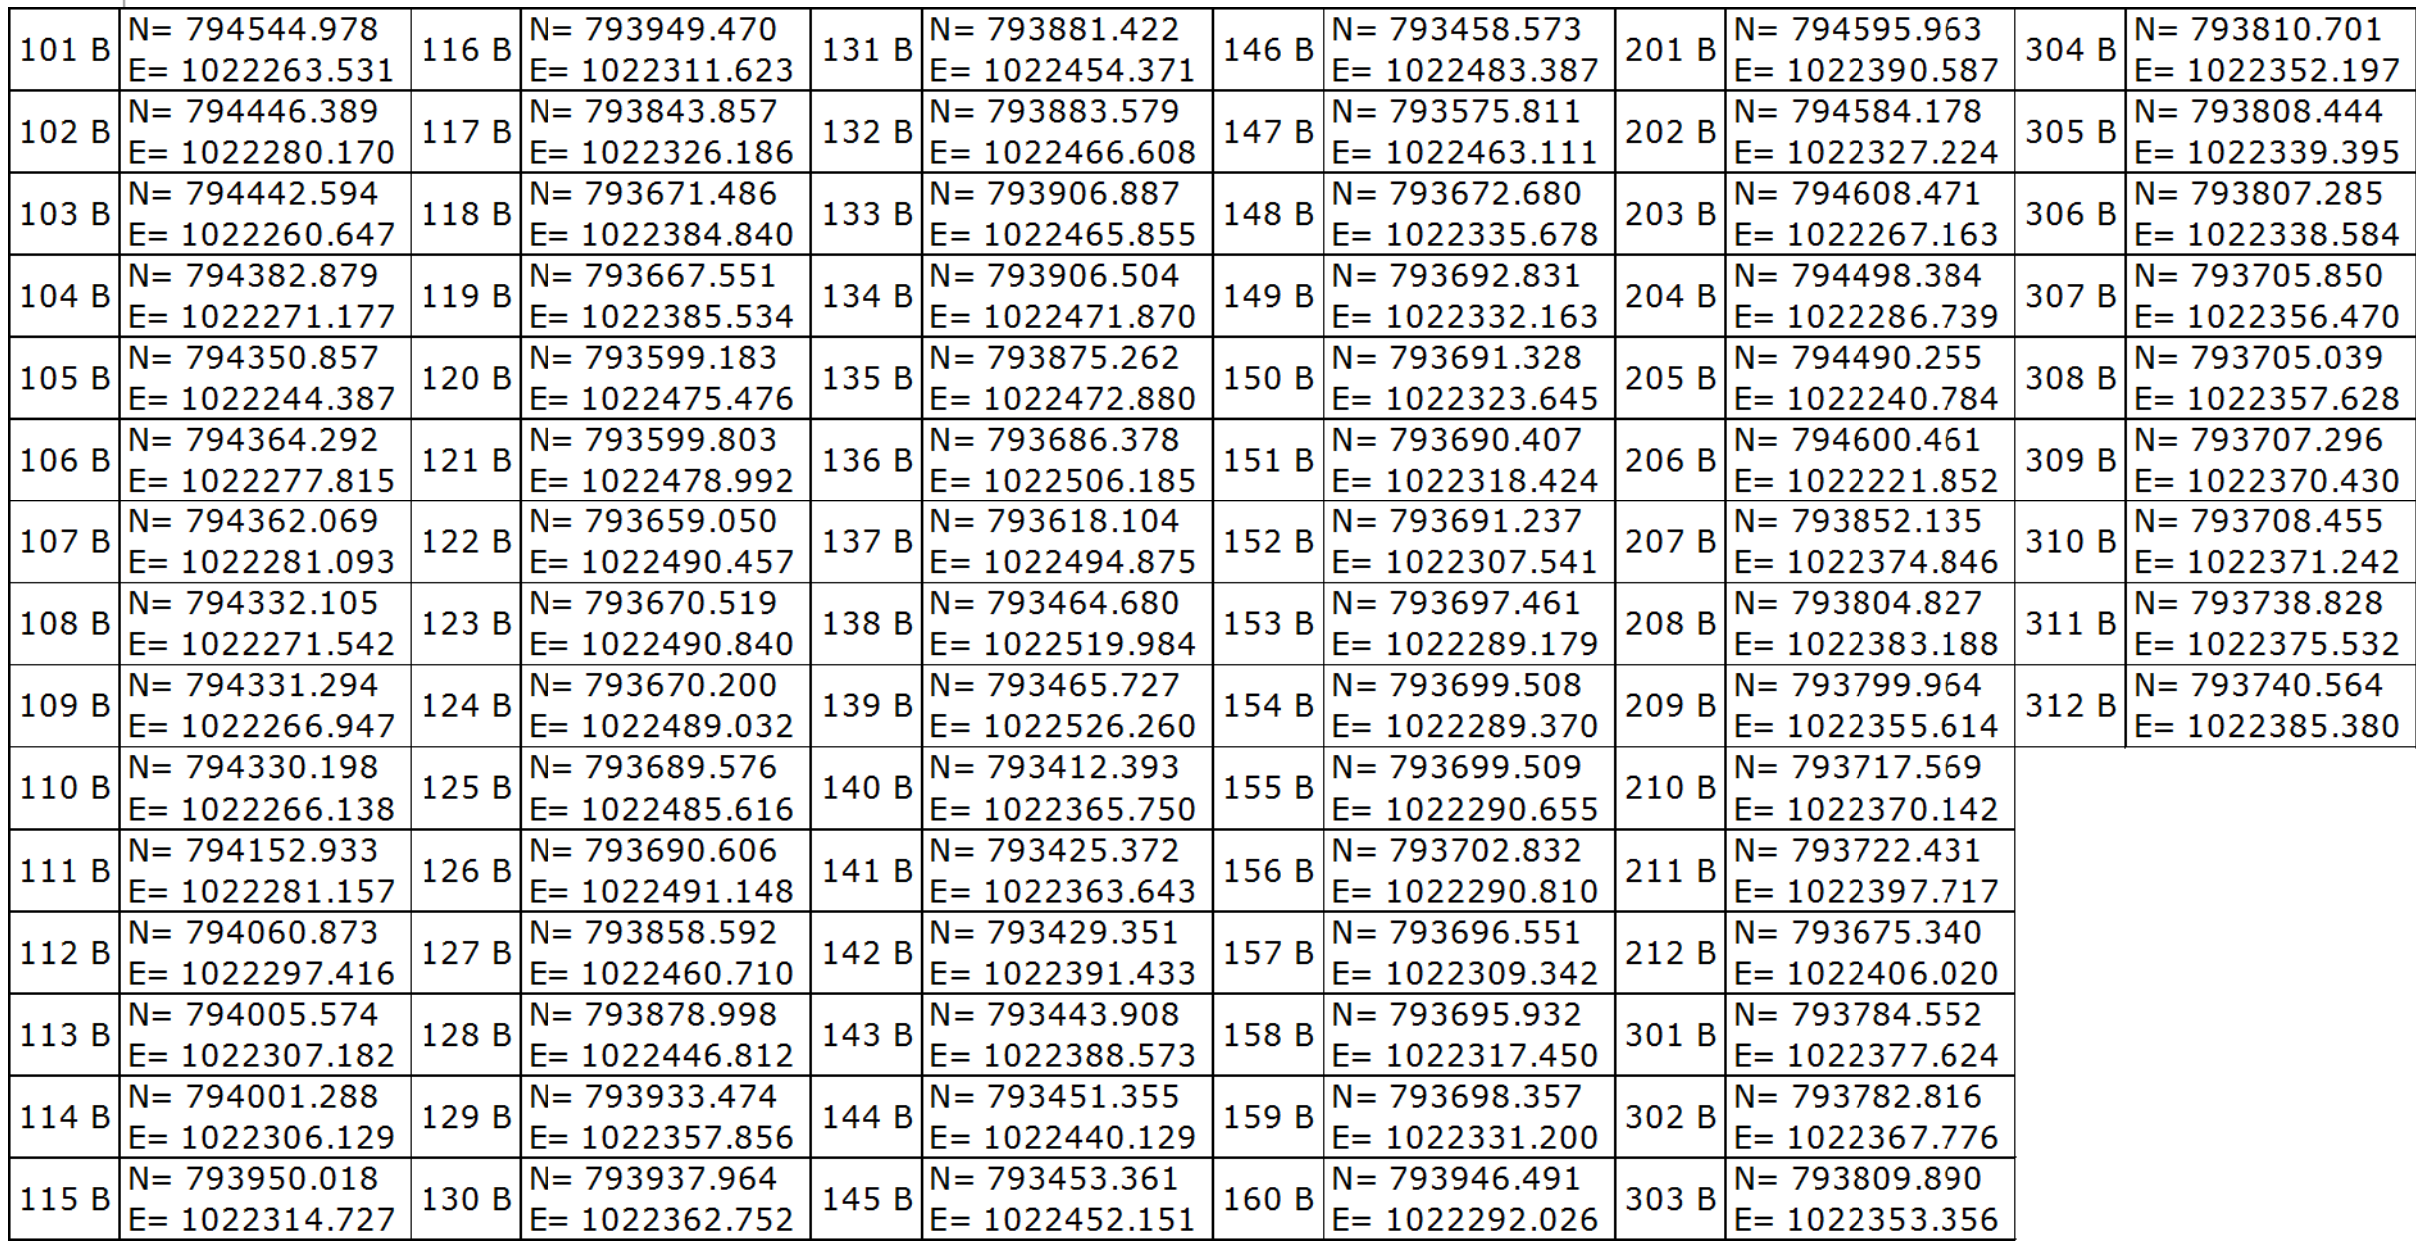 101 B N= 794544.978 116 B N= 793949.470 131 B N= 793881.422 146 B N= 793458.573 201 B N= 794595.963 304 B N= 793810.701
E= 1022263.531 E= 1022311.623 E= 1022454.371 E= 1022483.387 E= 1022390.587 E= 1022352.197
102 B N= 794446.389 117 B N= 793843.857 132 B N= 793883.579 147 B N= 793575.811 202 B N= 794584.178 305 B N= 793808.444
E= 1022280.170 E= 1022326.186 E= 1022466.608 E= 1022463.111 E= 1022327.224 E= 1022339.395
103 B N= 794442.594 118 B N= 793671.486 133 B N= 793906.887 148 B N= 793672.680 203 B N= 794608.471 306 B N= 793807.285
E= 1022260.647 E= 1022384.840 E= 1022465.855 E= 1022335.678 E= 1022267.163 E= 1022338.584
104 B N= 794382.879 119 B N= 793667.551 134 B N= 793906.504 149 B N= 793692.831 204 B N= 794498.384 307 B N= 793705.850
E= 1022271.177 E= 1022385.534 E= 1022471.870 E= 1022332.163 E= 1022286.739 E= 1022356.470
105 B N= 794350.857 120 B N= 793599.183 135 B N= 793875.262 150 B N= 793691.328 205 B N= 794490.255 308 B N= 793705.039
E= 1022244.387 E= 1022475.476 E= 1022472.880 E= 1022323.645 E= 1022240.784 E= 1022357.628
106 B N= 794364.292 121 B N= 793599.803 136 B N= 793686.378 151 B N= 793690.407 206 B N= 794600.461 309 B N= 793707.296
E= 1022277.815 E= 1022478.992 E= 1022506.185 E= 1022318.424 E= 1022221.852 E= 1022370.430
107 B N= 794362.069 122 B N= 793659.050 137 B N= 793618.104 152 B N= 793691.237 207 B N= 793852.135 310 B N= 793708.455
E= 1022281.093 E= 1022490.457 E= 1022494.875 E= 1022307.541 E= 1022374.846 E= 1022371.242
108 B N= 794332.105 123 B N= 793670.519 138 B N= 793464.680 153 B N= 793697.461 208 B N= 793804.827 311 B N= 793738.828
E= 1022271.542 E= 1022490.840 E= 1022519.984 E= 1022289.179 E= 1022383.188 E= 1022375.532
109 B N= 794331.294 124 B N= 793670.200 139 B N= 793465.727 154 B N= 793699.508 209 B N= 793799.964 312 B N= 793740.564
E= 1022266.947 E= 1022489.032 E= 1022526.260 E= 1022289.370 E= 1022355.614 E= 1022385.380
110 B N= 794330.198 125 B N= 793689.576 140 B N= 793412.393 155 B N= 793699.509 210 B N= 793717.569
E= 1022266.138 E= 1022485.616 E= 1022365.750 E= 1022290.655 E= 1022370.142
111 B N= 794152.933 126 B N= 793690.606 141 B N= 793425.372 156 B N= 793702.832 211 B N= 793722.431
E= 1022281.157 E= 1022491.148 E= 1022363.643 E= 1022290.810 E= 1022397.717
112 B N= 794060.873 127 B N= 793858.592 142 B N= 793429.351 157 B N= 793696.551 212 B N= 793675.340
E= 1022297.416 E= 1022460.710 E= 1022391.433 E= 1022309.342 E= 1022406.020
113 B N= 794005.574 128 B N= 793878.998 143 B N= 793443.908 158 B N= 793695.932 301 B N= 793784.552
E= 1022307.182 E= 1022446.812 E= 1022388.573 E= 1022317.450 E= 1022377.624
114 B N= 794001.288 129 B N= 793933.474 144 B N= 793451.355 159 B N= 793698.357 302 B N= 793782.816
E= 1022306.129 E= 1022357.856 E= 1022440.129 E= 1022331.200 E= 1022367.776
115 B N= 793950.018 130 B N= 793937.964 145 B N= 793453.361 160 B N= 793946.491 303 B N= 793809.890
E= 1022314.727 E= 1022362.752 E= 1022452.151 E= 1022292.026 E= 1022353.356